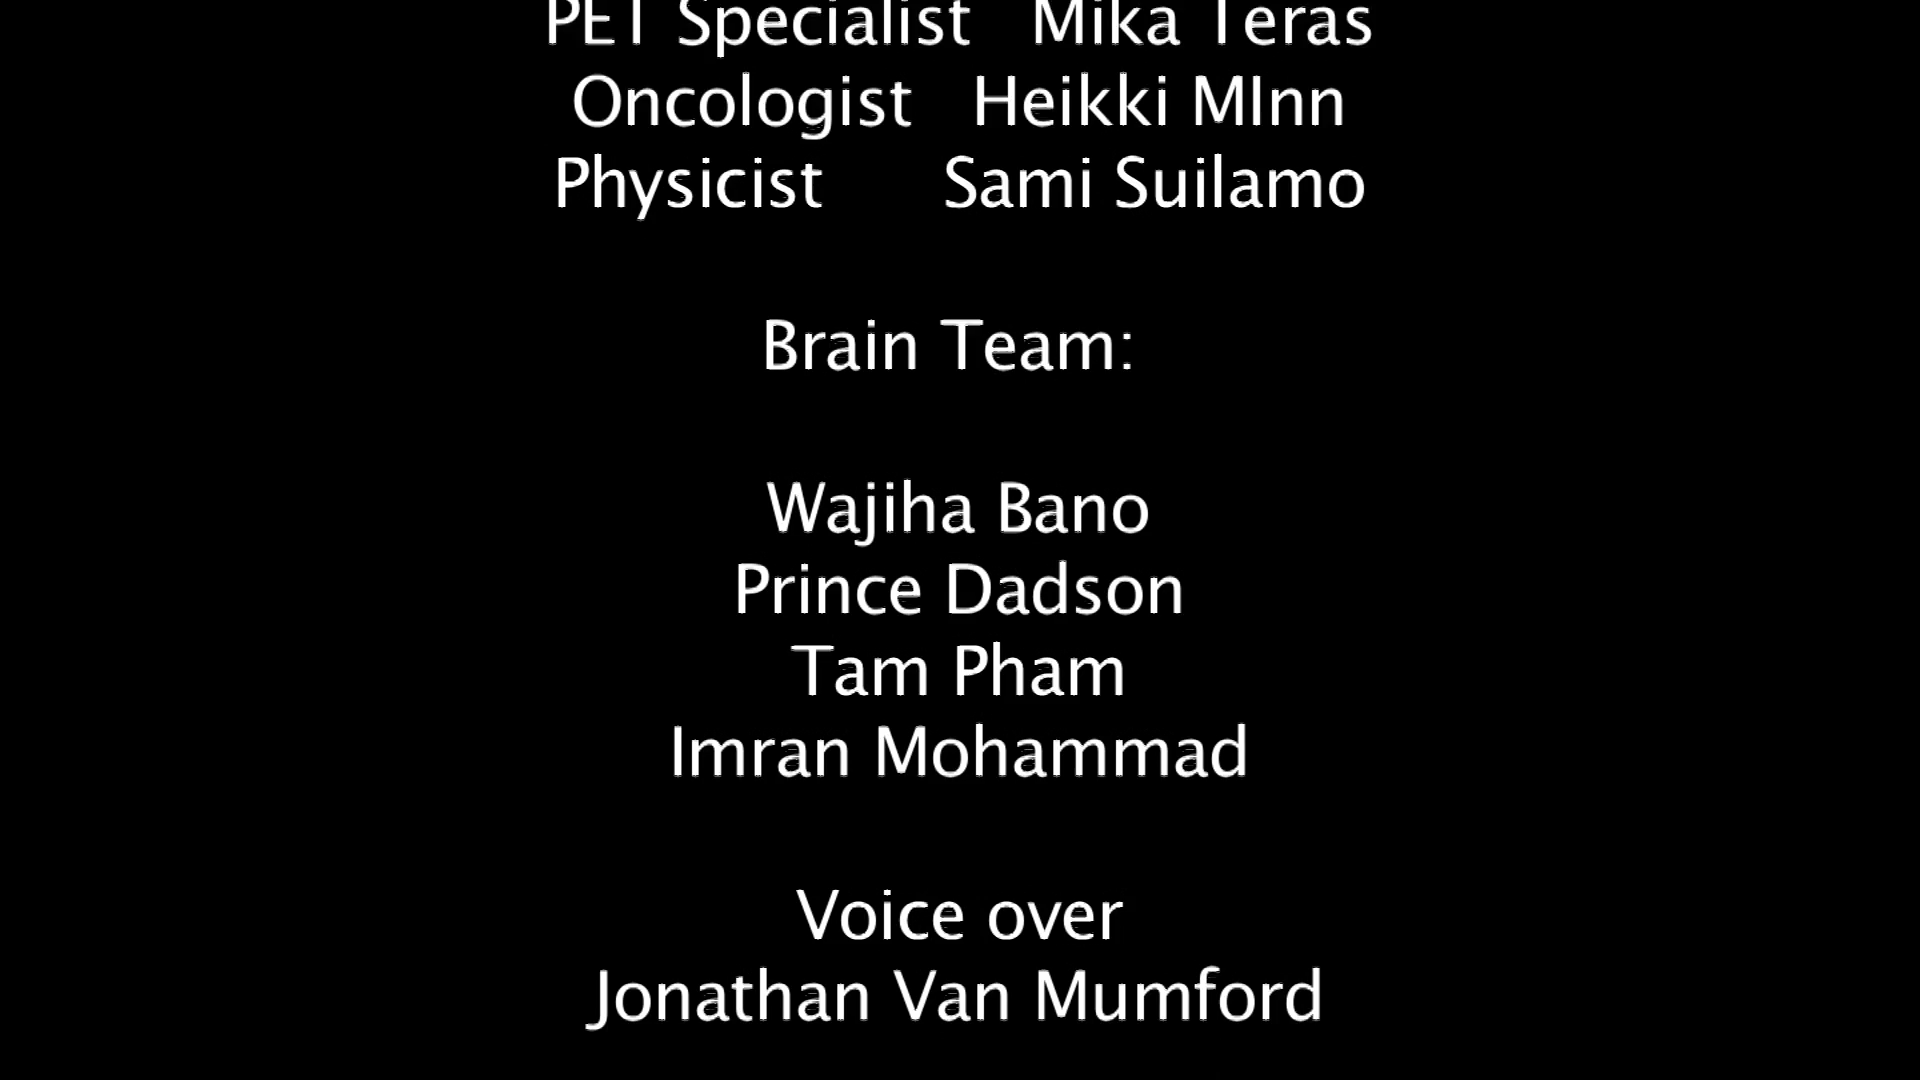 PET Specialist   Mika Teras
Oncologist   Heikki MInn
Physicist      Sami Suilamo
Brain Team:
Wajiha Bano
Prince Dadson
Tam Pham
Imran Mohammad
Voice over
Jonathan Van Mumford